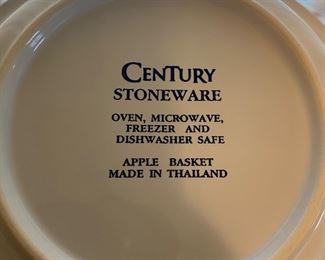 CENTURY
STONEWARE
OVEN, MICROWAVE,
FREEZER AND
DISHWASHER SAFE
APPLE BASKET
MADE IN THAILAND